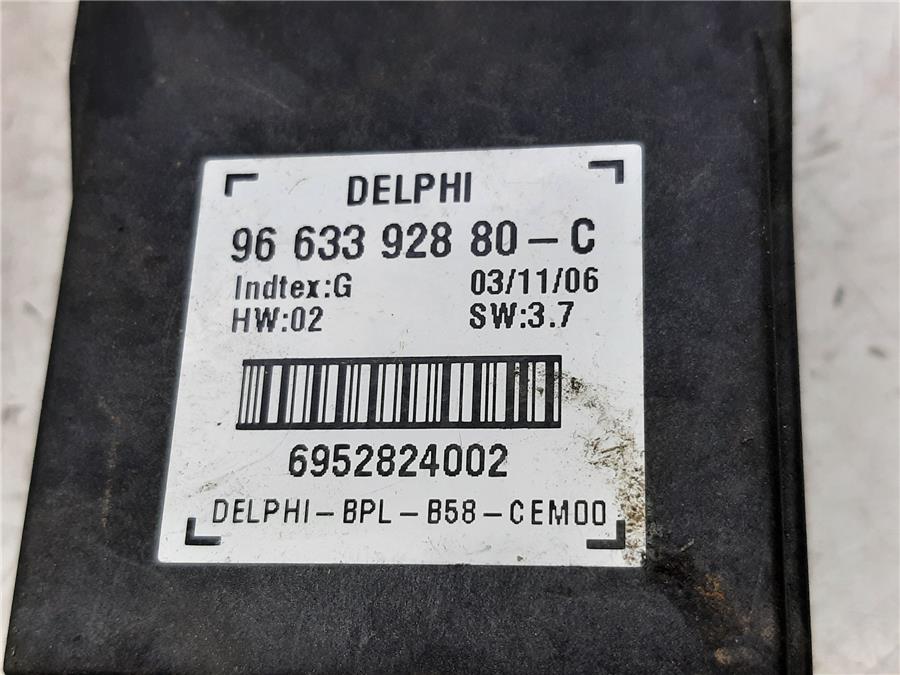 DELPHI
96 633 928 80-C
Indtex:G 03/11/06
HW:02 SW:3.7
6952824002
DELPHI-BPL-B58-CEM00